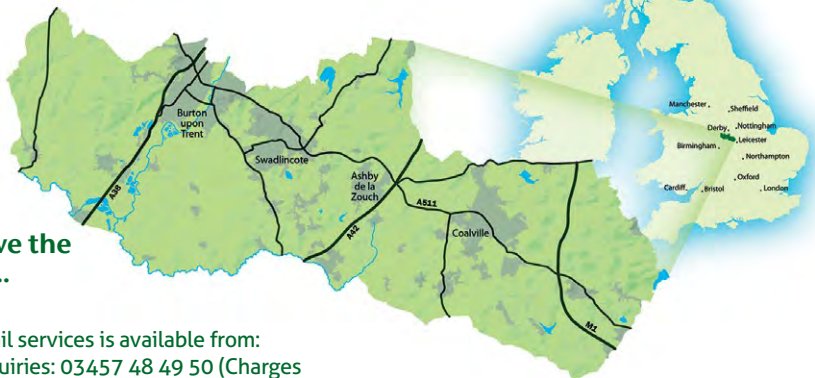 Manchester
Sheffield
Derby
Nottingham
Leicester
Birmingham
Northampton
Oxford
Cardiff
Bristol
London
Burton
upon
Trent
Swadlincote
Ashby
de la
Zouch
A38
A42
A511
Coalville
M1
ve the
..
il services is available from:
quiries: 03457 48 49 50 (Charges